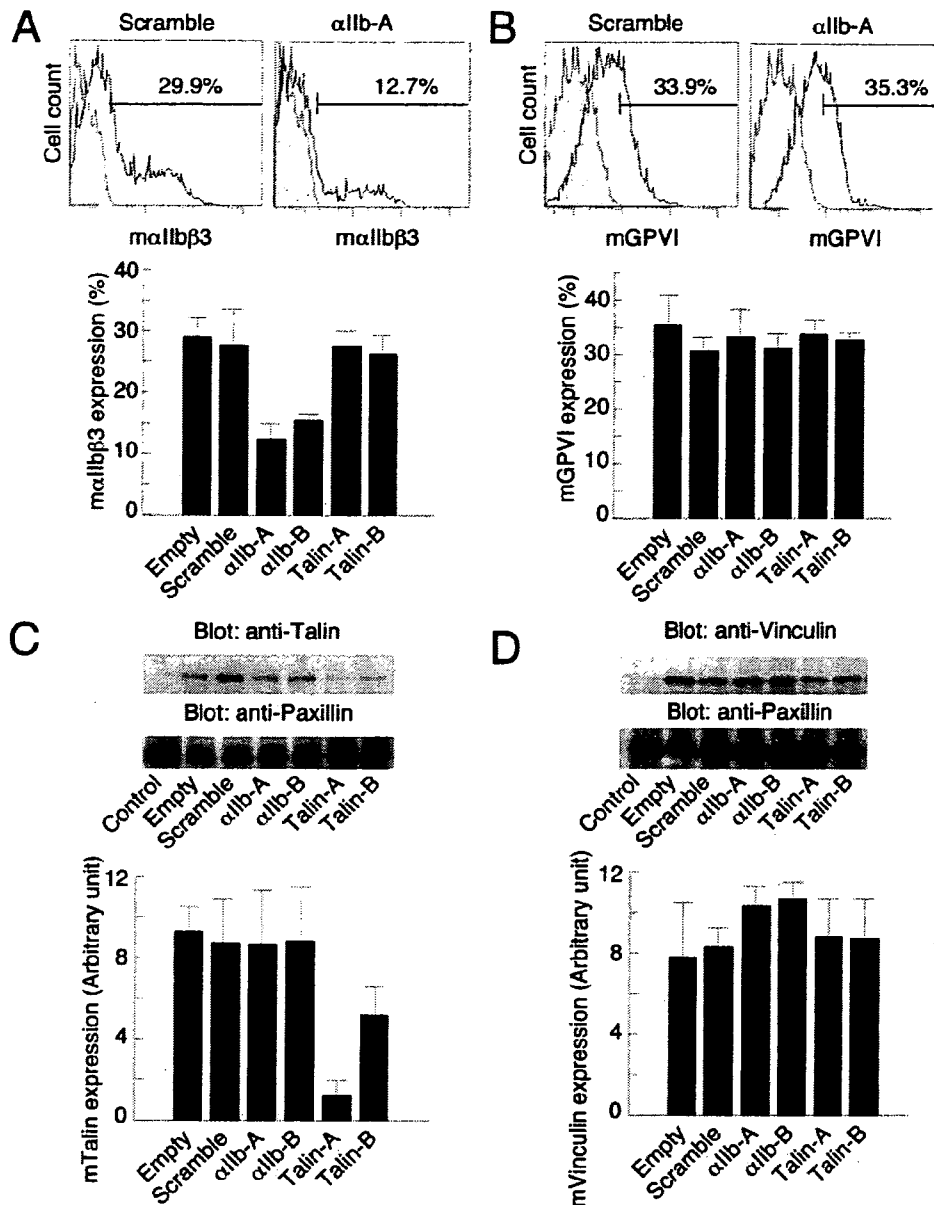 A
Scramble
αIIb-A
Cell count
29.9%
12.7%
mαIIbβ3
mαIIbβ3
mαIIbβ3 expression (%)
40
30
20
10
0
Empty
Scramble
αIIb-A
αIIb-B
Talin-A
Talin-B
B
Scramble
αIIb-A
Cell count
33.9%
35.3%
mGPVI
mGPVI
mGPVI expression (%)
40
30
20
10
0
Empty
Scramble
αIIb-A
αIIb-B
Talin-A
Talin-B
C
Blot: anti-Talin
Blot: anti-Paxillin
Control
Empty
Scramble
αIIb-A
αIIb-B
Talin-A
Talin-B
mTalin expression (Arbitrary unit)
12
8
4
0
Empty
Scramble
αIIb-A
αIIb-B
Talin-A
Talin-B
D
Blot: anti-Vinculin
Blot: anti-Paxillin
Control
Empty
Scramble
αIIb-A
αIIb-B
Talin-A
Talin-B
mVinculin expression (Arbitrary unit)
12
8
4
0
Empty
Scramble
αIIb-A
αIIb-B
Talin-A
Talin-B